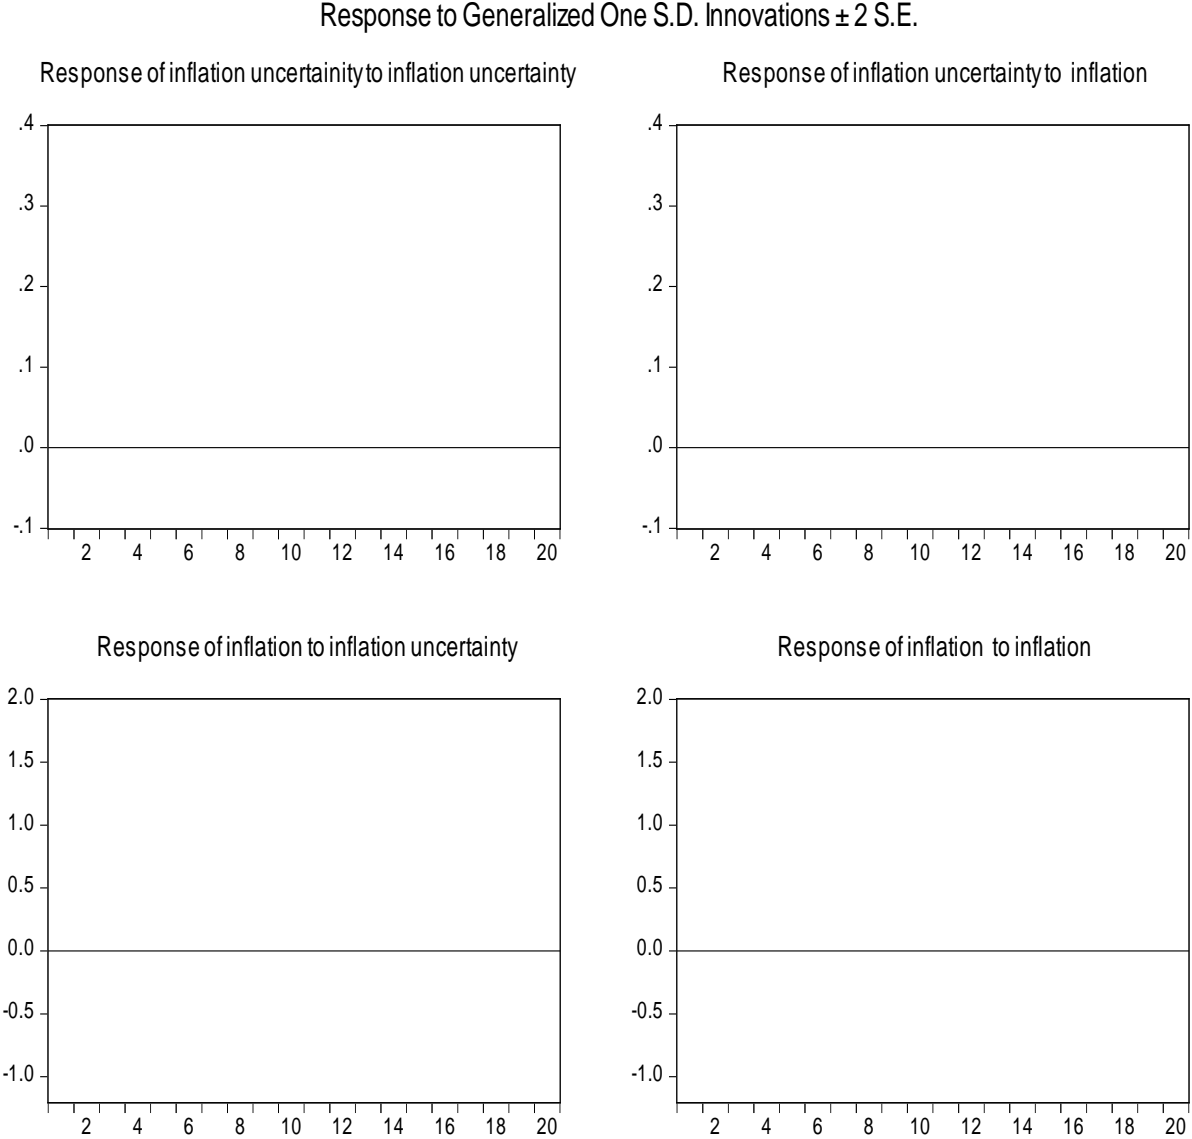 Response to Generalized One S.D. Innovations ± 2 S.E.
Response of inflation uncertainity to inflation uncertainty
.4
.3
.2
.1
.0
-.1
2 4 6 8 10 12 14 16 18 20
Response of inflation uncertainty to inflation
.4
.3
.2
.1
.0
-.1
2 4 6 8 10 12 14 16 18 20
Response of inflation to inflation uncertainty
2.0
1.5
1.0
0.5
0.0
-0.5
-1.0
2 4 6 8 10 12 14 16 18 20
Response of inflation to inflation
2.0
1.5
1.0
0.5
0.0
-0.5
-1.0
2 4 6 8 10 12 14 16 18 20